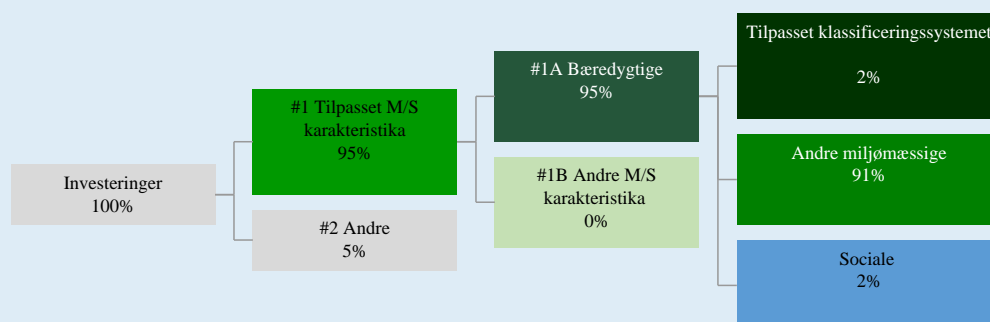 Investeringer
100%
#1 Tilpasset M/S
karakteristika
95%
#2 Andre
5%
#1A Bæredygtige
95%
#1B Andre M/S
karakteristika
0%
Tilpasset klassificeringssystemet
2%
Andre miljømæssige
91%
Sociale
2%